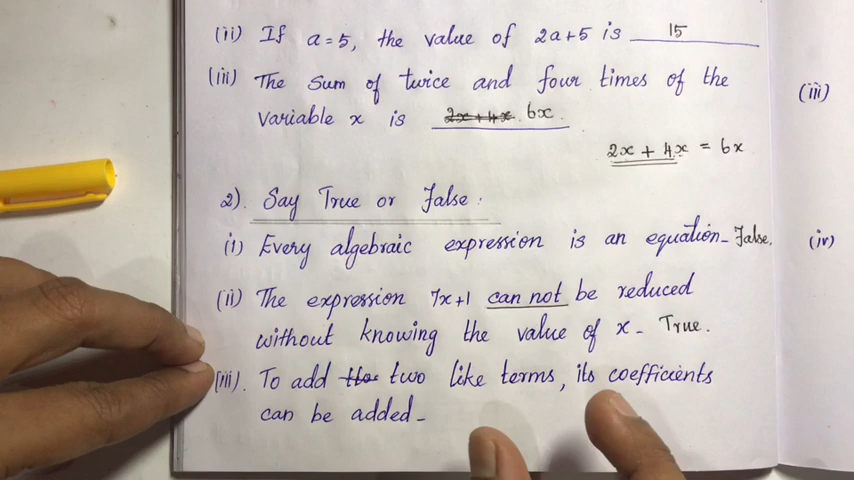 (ii) If a=5, the value of 2a+5 is 15
(iii) The Sum of twice and four times of the
variable x is 2x+4x 6x.
2x + 4x = 6x
2). Say True or False:
(i) Every algebraic expression is an equation - False.
(ii) The expression 7x+1 can not be reduced
without knowing the value of x - True.
(iii). To add two like terms, its coefficients
can be added -
(iii)
(iv)